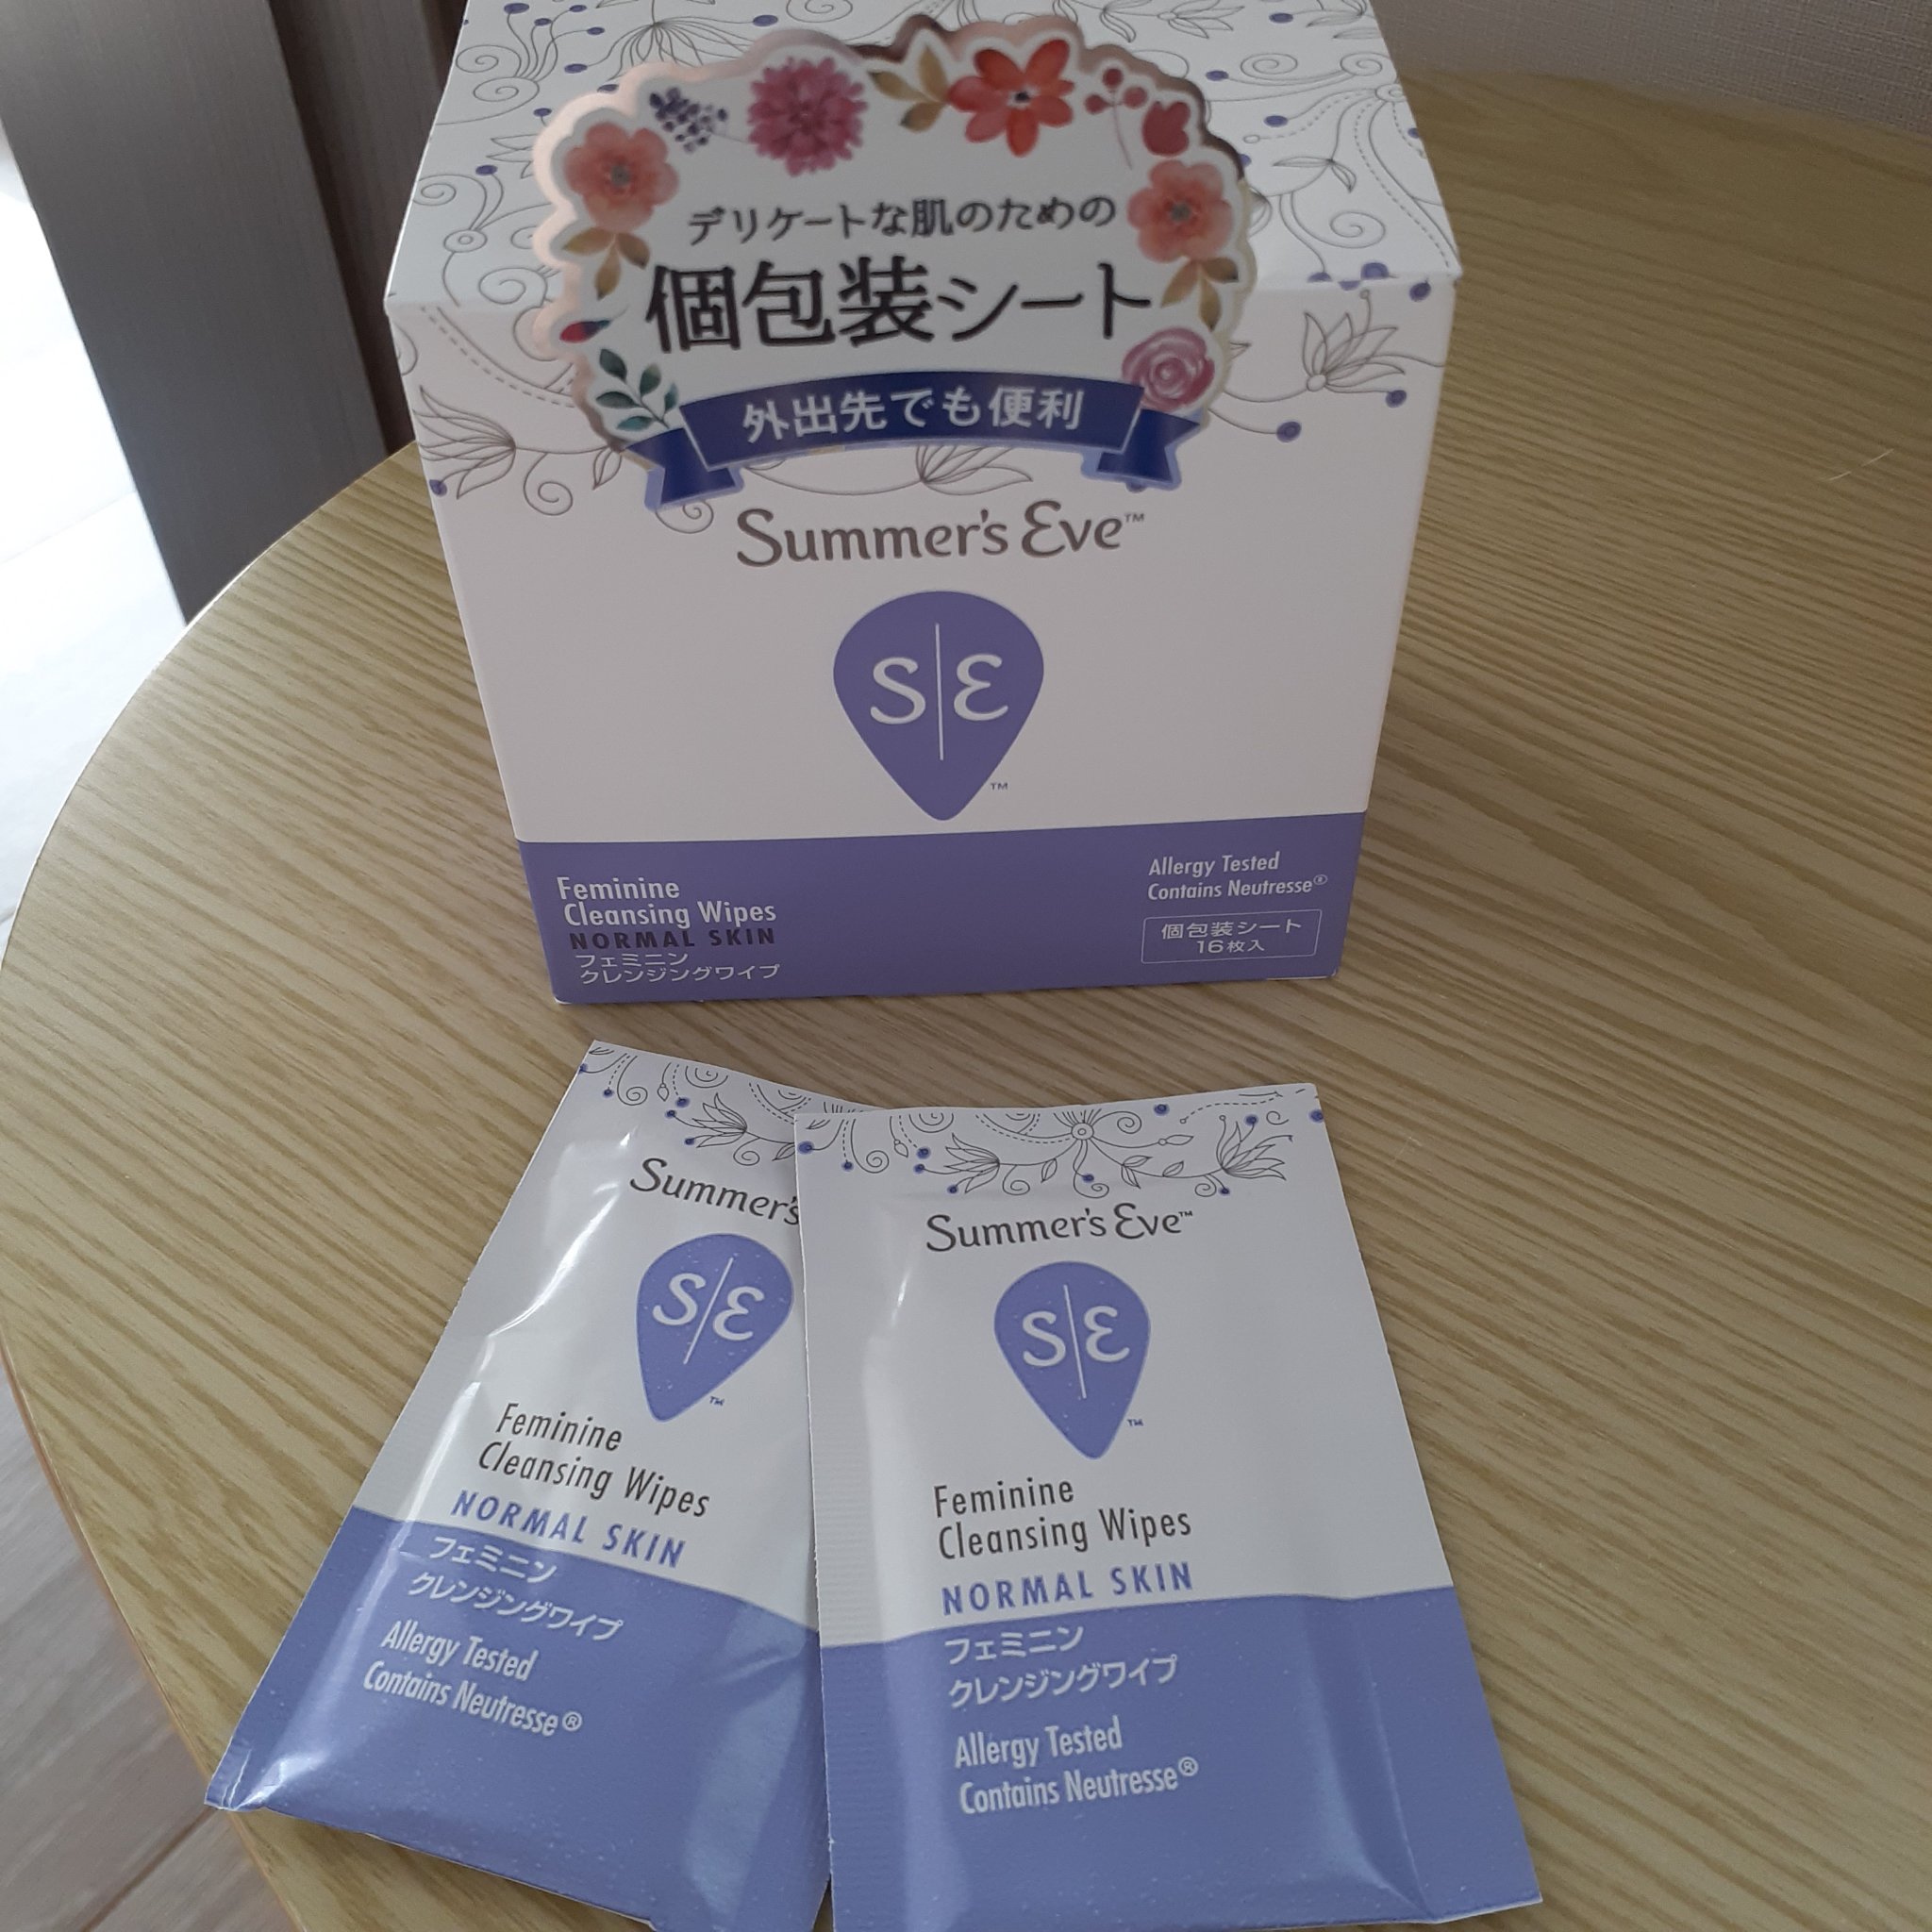 デリケートな肌のための
個包装シート
外出先でも便利
Summer's Eve™
S|E
™
Feminine
Cleansing Wipes
NORMAL SKIN
フェミニン
クレンジングワイプ
Allergy Tested
Contains Neutresse®
個包装シート
16枚入
Summer's
S|E
™
Feminine
Cleansing Wipes
NORMAL SKIN
フェミニン
クレンジングワイプ
Allergy Tested
Contains Neutresse®
Summer's Eve™
S|E
™
Feminine
Cleansing Wipes
NORMAL SKIN
フェミニン
クレンジングワイプ
Allergy Tested
Contains Neutresse®